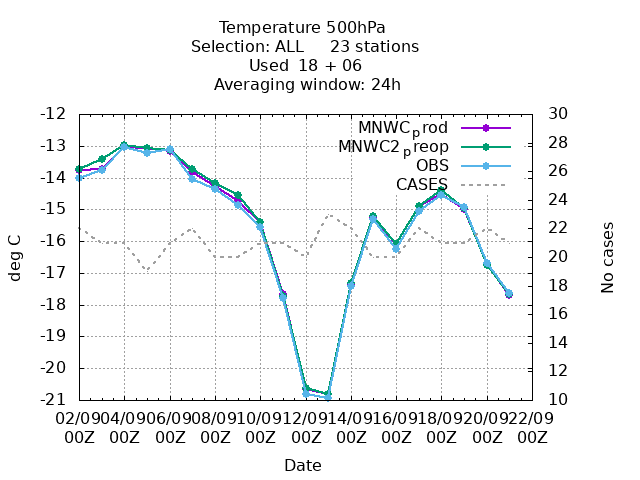 Temperature 500hPa
Selection: ALL 23 stations
Used 18 + 06
Averaging window: 24h
-12
-13
-14
-15
-16
-17
-18
-19
-20
-21
deg C
30
28
26
24
22
20
18
16
14
12
10
No cases
MNWCprod
MNWC2preop
OBS
CASES
02/09 04/09 06/09 08/09 10/09 12/09 14/09 16/09 18/09 20/09 22/09
00Z 00Z 00Z 00Z 00Z 00Z 00Z 00Z 00Z 00Z 00Z
Date